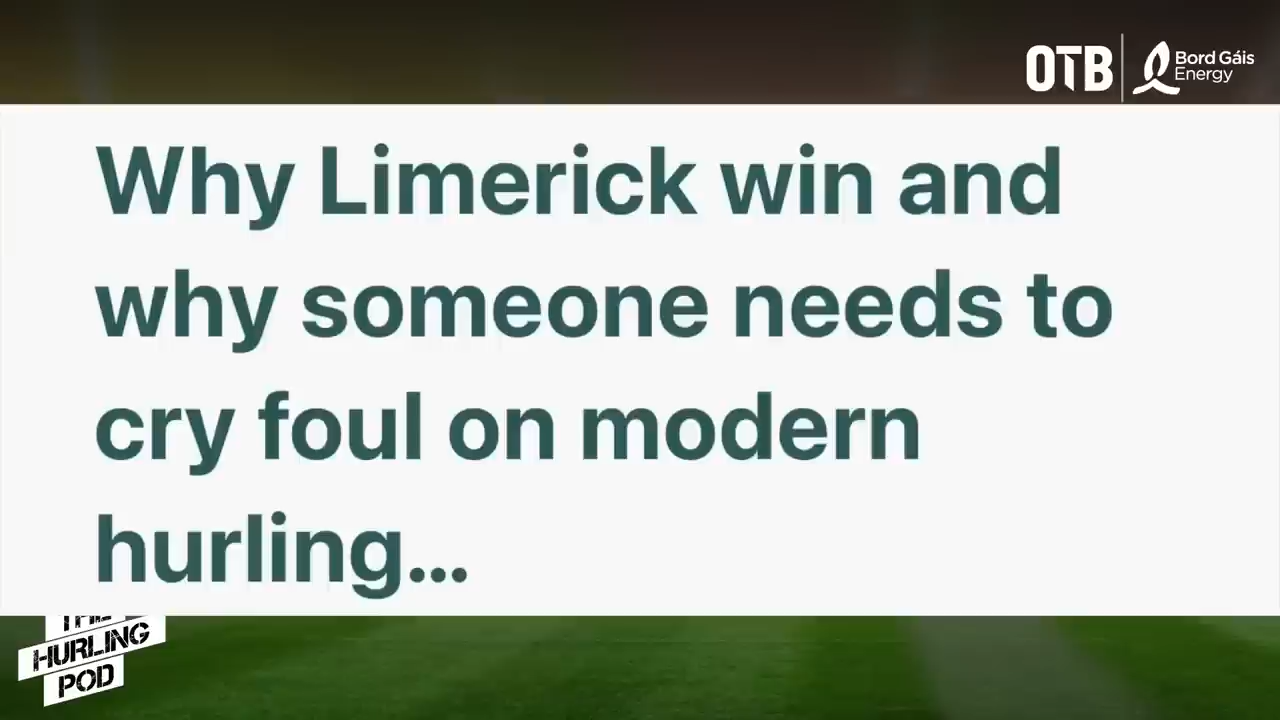 OTB
Bord Gáis
Energy
Why Limerick win and
why someone needs to
cry foul on modern
hurling...
THE
HURLING
POD